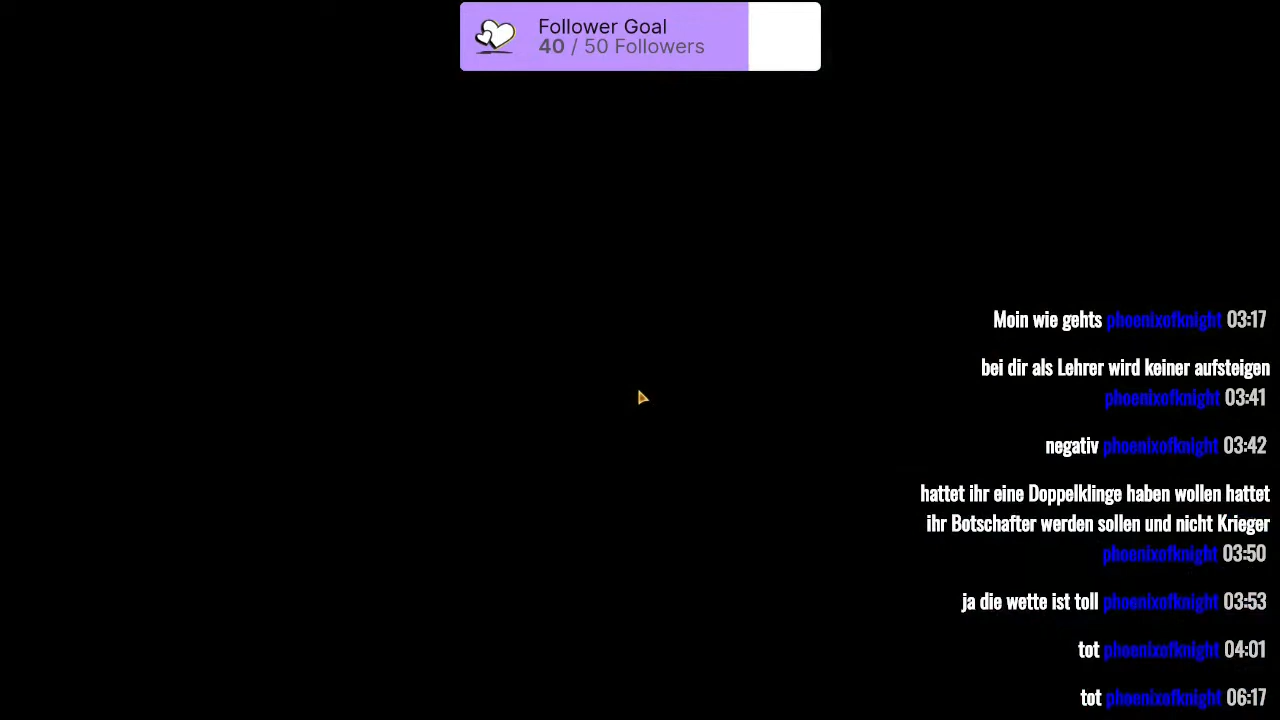 Follower Goal
40 / 50 Followers
Moin wie gehts phoenixofknight 03:17
bei dir als Lehrer wird keiner aufsteigen
phoenixofknight 03:41
negativ phoenixofknight 03:42
hattet ihr eine Doppelklinge haben wollen hattet
ihr Botschafter werden sollen und nicht Krieger
phoenixofknight 03:50
ja die wette ist toll phoenixofknight 03:53
tot phoenixofknight 04:01
tot phoenixofknight 06:17